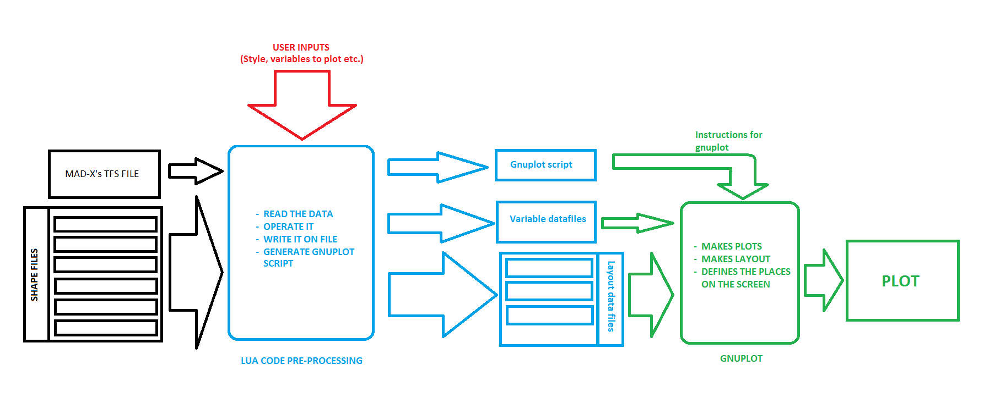 USER INPUTS
(Style, variables to plot etc.)
MAD-X's TFS FILE
SHAPE FILES
- READ THE DATA
- OPERATE IT
- WRITE IT ON FILE
- GENERATE GNUPLOT
SCRIPT
LUA CODE PRE-PROCESSING
Gnuplot script
Variable datafiles
Layout data files
Instructions for
gnuplot
- MAKES PLOTS
- MAKES LAYOUT
- DEFINES THE PLACES
ON THE SCREEN
GNUPLOT
PLOT